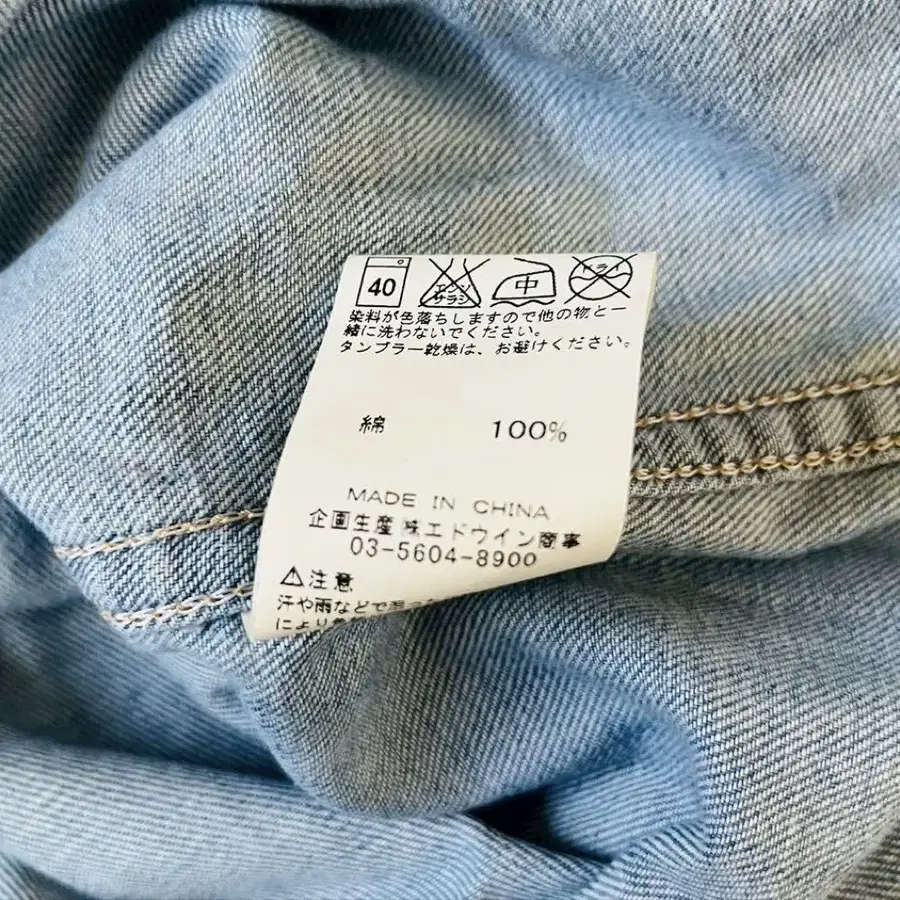 40 エンソサラシ 中 ドライ
染料が色落ちしますので他の物と一
緒に洗わないでください。
タンブラー乾燥は、お避けください。
綿 100%
MADE IN CHINA
企画生産㈱エドウイン商事
03-5604-8900
⚠注意
汗や雨などで
により